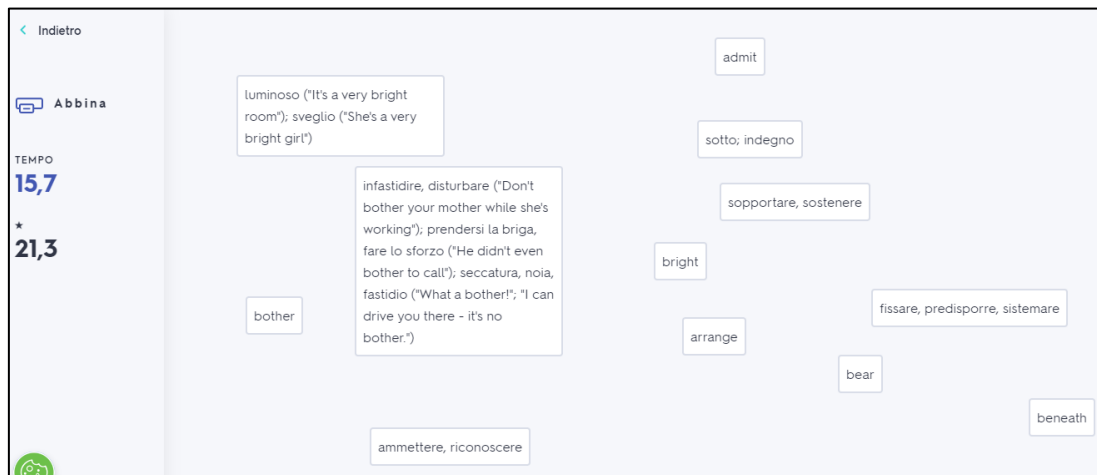 Indietro
Abbina
TEMPO
15,7
★
21,3
luminoso ("It's a very bright
room"); sveglio ("She's a very
bright girl")
infastidire, disturbare ("Don't
bother your mother while she's
working"); prendersi la briga,
fare lo sforzo ("He didn't even
bother to call"); seccatura, noia,
fastidio ("What a bother!"; "I can
drive you there - it's no
bother.")
bother
ammettere, riconoscere
admit
sotto; indegno
sopportare, sostenere
bright
fissare, predisporre, sistemare
arrange
bear
beneath